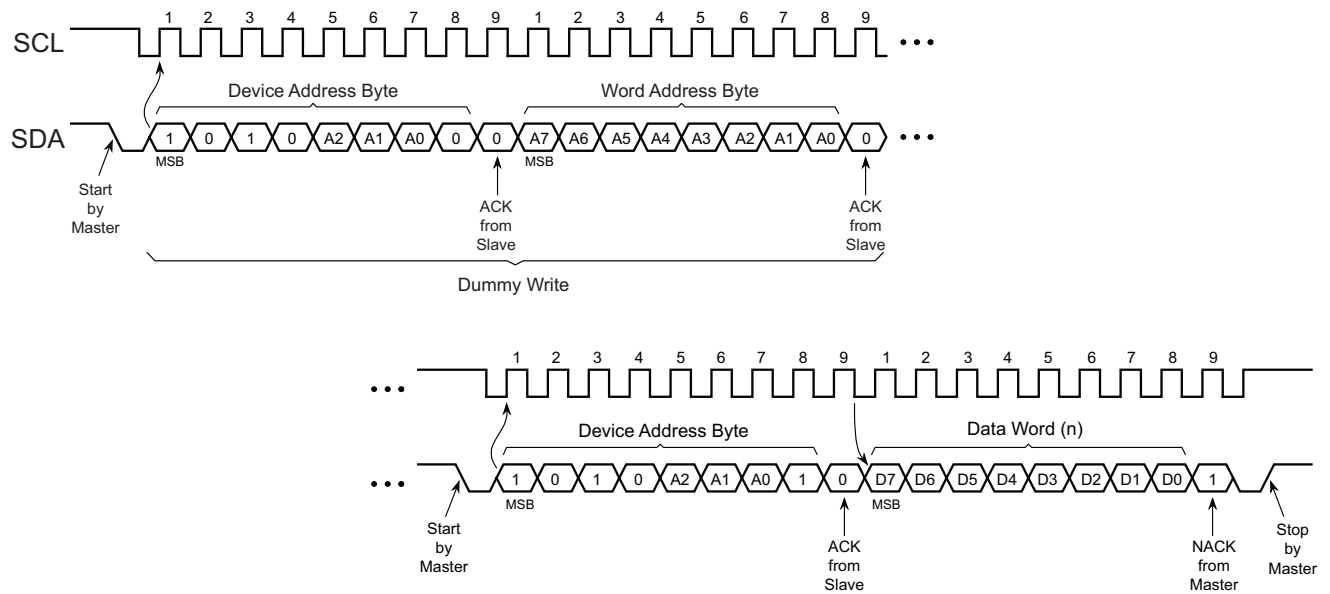 1 2 3 4 5 6 7 8 9 1 2 3 4 5 6 7 8 9
SCL
Device Address Byte Word Address Byte
SDA 1 0 1 0 A2 A1 A0 0 0 A7 A6 A5 A4 A3 A2 A1 A0 0
MSB MSB
Start
by
Master
ACK
from
Slave
ACK
from
Slave
Dummy Write
1 2 3 4 5 6 7 8 9 1 2 3 4 5 6 7 8 9
Device Address Byte Data Word (n)
1 0 1 0 A2 A1 A0 1 0 D7 D6 D5 D4 D3 D2 D1 D0 1
MSB MSB
Start
by
Master
ACK
from
Slave
NACK
from
Master
Stop
by
Master